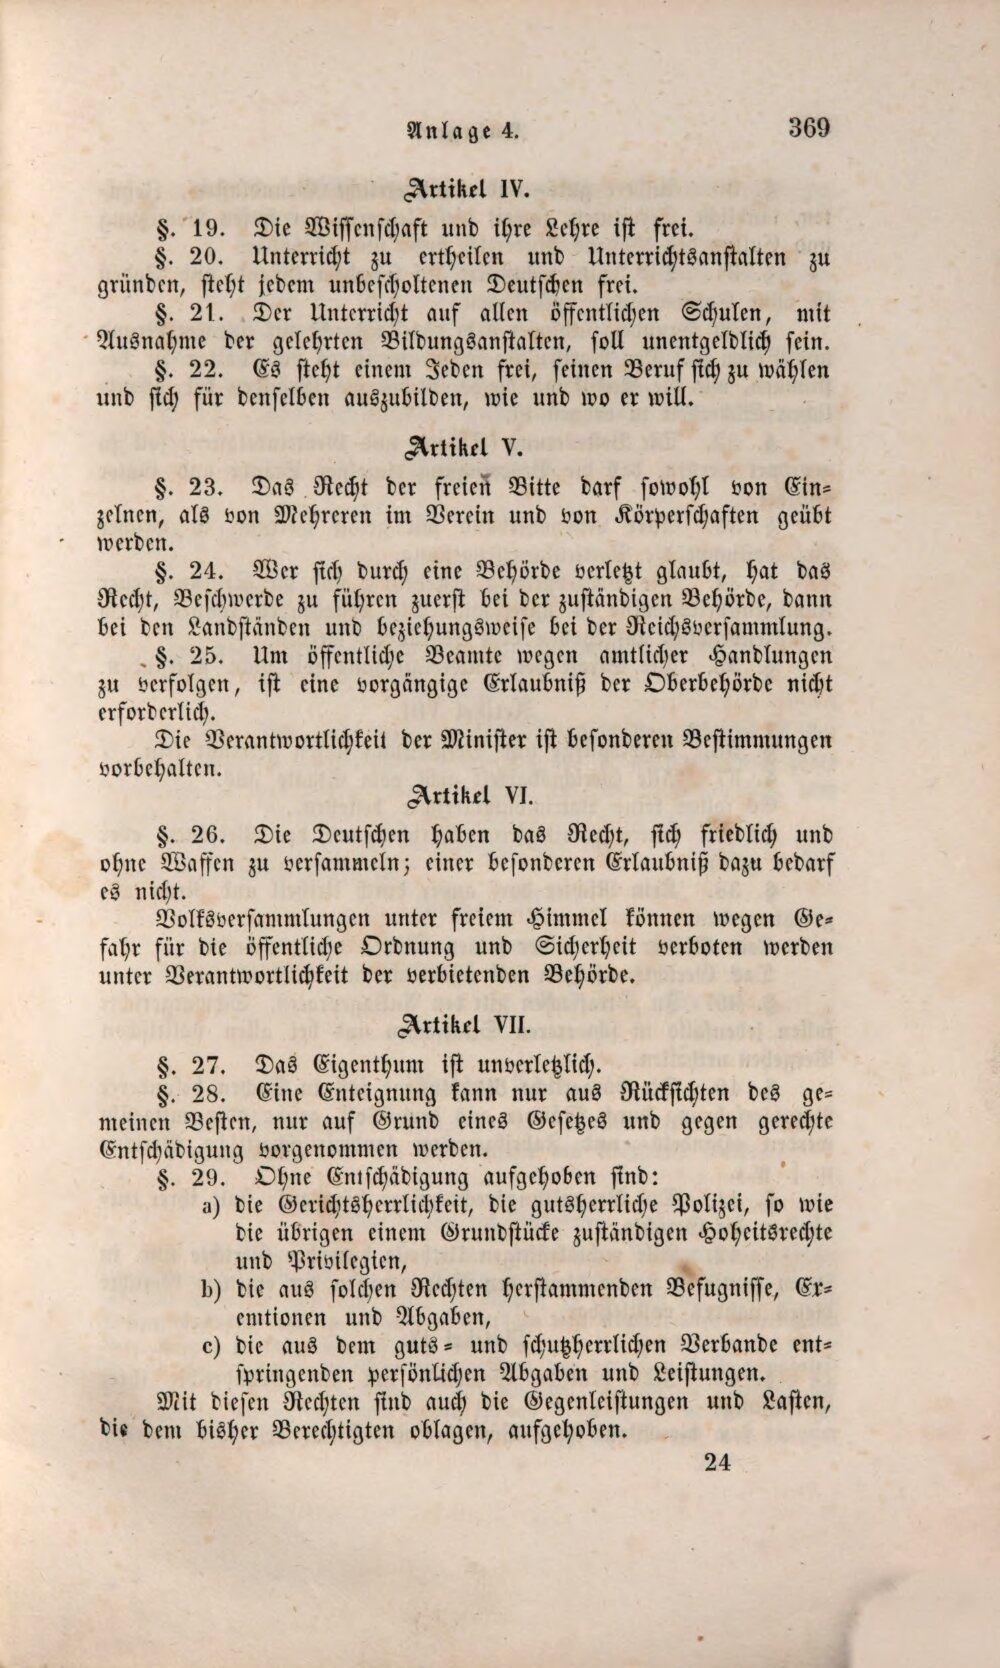 Anlage 4. 369
Artikel IV.
§. 19. Die Wissenschaft und ihre Lehre ist frei.
§. 20. Unterricht zu ertheilen und Unterrichtsanstalten zu
gründen, steht jedem unbescholtenen Deutschen frei.
§. 21. Der Unterricht auf allen öffentlichen Schulen, mit
Ausnahme der gelehrten Bildungsanstalten, soll unentgeldlich sein.
§. 22. Es steht einem Jeden frei, seinen Beruf sich zu wählen
und sich für denselben auszubilden, wie und wo er will.
Artikel V.
§. 23. Das Recht der freien Bitte darf sowohl von Ein-
zelnen, als von Mehreren im Verein und von Körperschaften geübt
werden.
§. 24. Wer sich durch eine Behörde verletzt glaubt, hat das
Recht, Beschwerde zu führen zuerst bei der zuständigen Behörde, dann
bei den Landständen und beziehungsweise bei der Reichsversammlung.
§. 25. Um öffentliche Beamte wegen amtlicher Handlungen
zu verfolgen, ist eine vorgängige Erlaubniß der Oberbehörde nicht
erforderlich.
Die Verantwortlichkeit der Minister ist besonderen Bestimmungen
vorbehalten.
Artikel VI.
§. 26. Die Deutschen haben das Recht, sich friedlich und
ohne Waffen zu versammeln; einer besonderen Erlaubniß dazu bedarf
es nicht.
Volksversammlungen unter freiem Himmel können wegen Ge-
fahr für die öffentliche Ordnung und Sicherheit verboten werden
unter Verantwortlichkeit der verbietenden Behörde.
Artikel VII.
§. 27. Das Eigenthum ist unverletzlich.
§. 28. Eine Enteignung kann nur aus Rücksichten des ge-
meinen Besten, nur auf Grund eines Gesetzes und gegen gerechte
Entschädigung vorgenommen werden.
§. 29. Ohne Entschädigung aufgehoben sind:
a) die Gerichtsherrlichkeit, die gutsherrliche Polizei, so wie
die übrigen einem Grundstücke zuständigen Hoheitsrechte
und Privilegien,
b) die aus solchen Rechten herstammenden Befugnisse, Ex-
emtionen und Abgaben,
c) die aus dem guts- und schutzherrlichen Verbande ent-
springenden persönlichen Abgaben und Leistungen.
Mit diesen Rechten sind auch die Gegenleistungen und Lasten,
die dem bisher Berechtigten oblagen, aufgehoben.
24